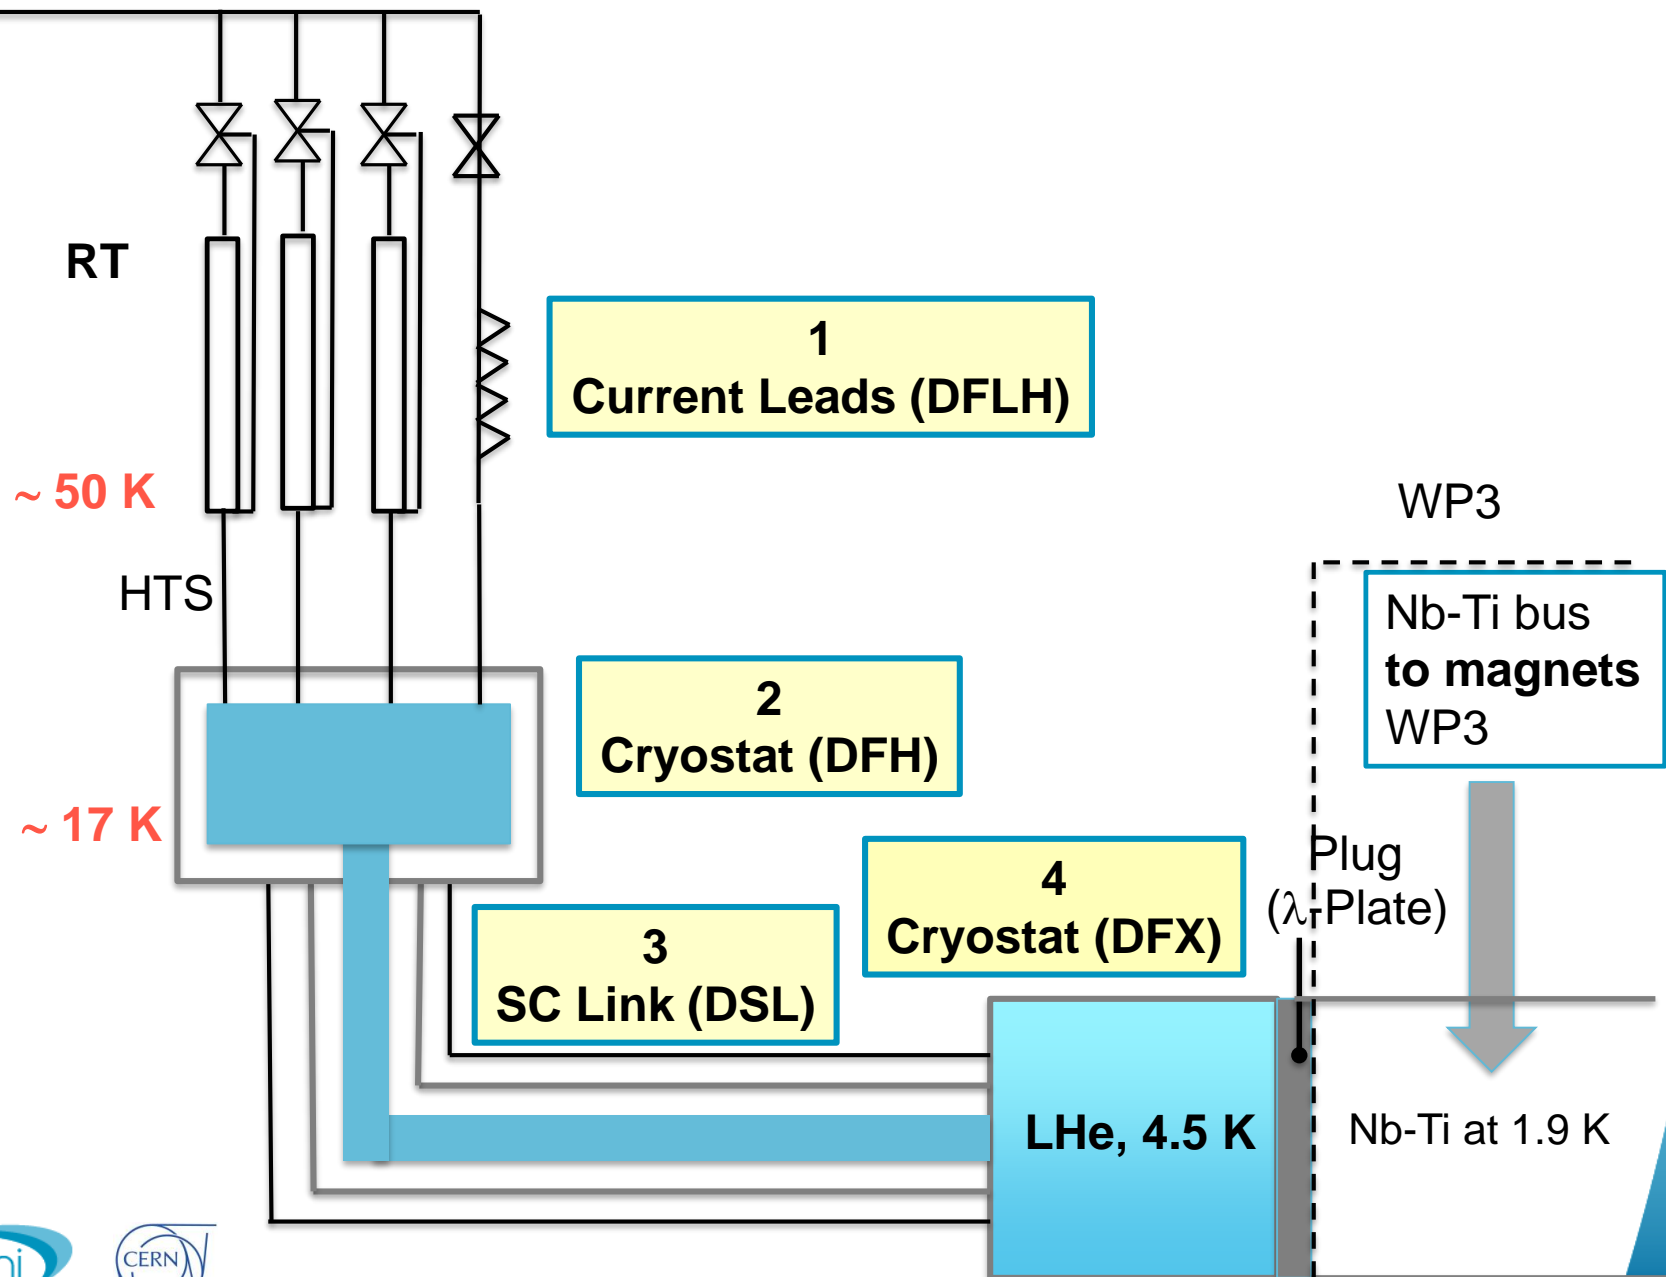 RT
1
Current Leads (DFLH)
~ 50 K
WP3
HTS
Nb-Ti bus
to magnets
WP3
2
Cryostat (DFH)
~ 17 K
Plug
(λ-Plate)
4
Cryostat (DFX)
3
SC Link (DSL)
LHe, 4.5 K
Nb-Ti at 1.9 K
CERN